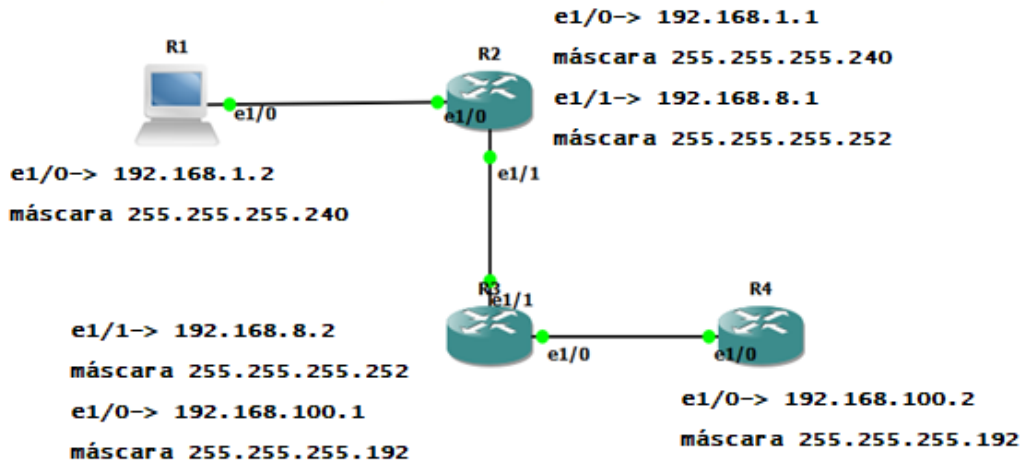 e1/0-> 192.168.1.1
R1
R2
máscara 255.255.255.240
e1/1-> 192.168.8.1
e1/0
e1/0
máscara 255.255.255.252
e1/0-> 192.168.1.2
e1/1
máscara 255.255.255.240
R3
e1/1
R4
e1/1-> 192.168.8.2
e1/0
e1/0
máscara 255.255.255.252
e1/0-> 192.168.100.1
máscara 255.255.255.192
e1/0-> 192.168.100.2
máscara 255.255.255.192